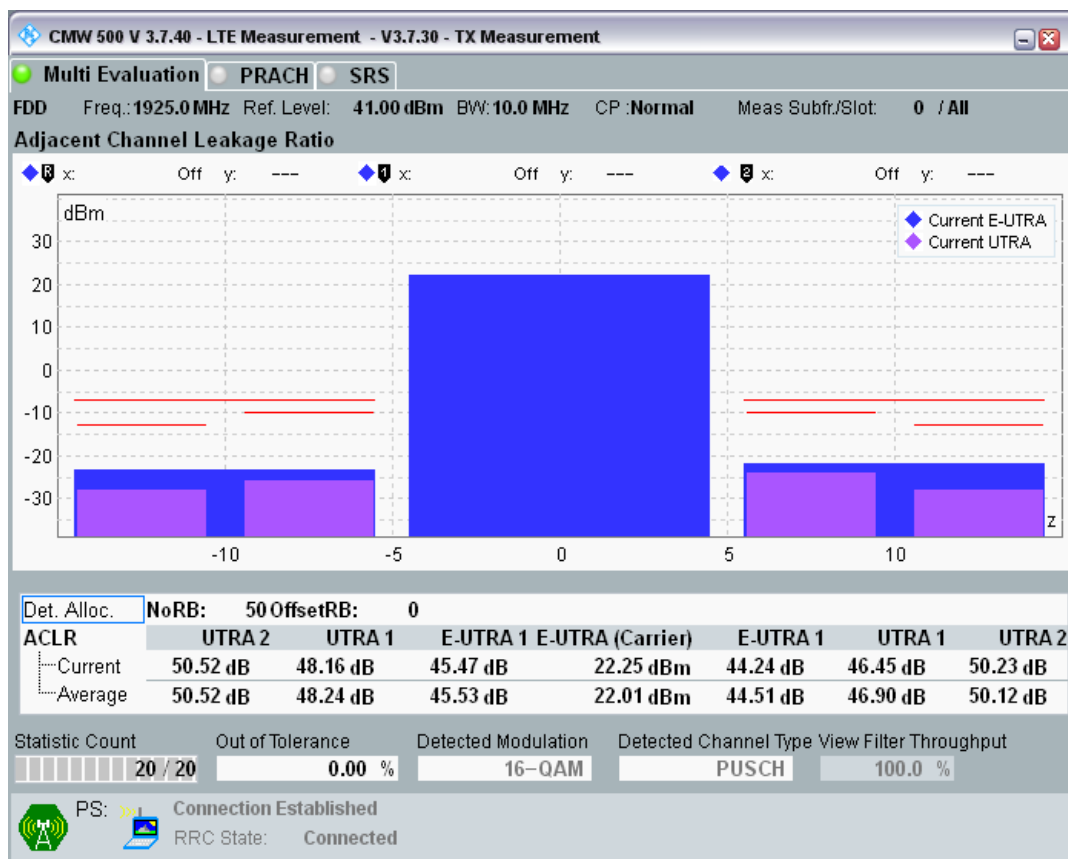 CMW 500 V 3.7.40 - LTE Measurement - V3.7.30 - TX Measurement
Multi Evaluation PRACH SRS
FDD Freq.: 1925.0 MHz Ref. Level: 41.00 dBm BW: 10.0 MHz CP :Normal Meas Subfr./Slot: 0 / All
Adjacent Channel Leakage Ratio
R x: Off y: --- 1 x: Off y: --- 2 x: Off y: ---
dBm
Current E-UTRA
Current UTRA
30
20
10
0
-10
-20
-30
z
-10 -5 0 5 10
Det. Alloc. NoRB: 50 OffsetRB: 0
ACLR UTRA 2 UTRA 1 E-UTRA 1 E-UTRA (Carrier) E-UTRA 1 UTRA 1 UTRA 2
Current 50.52 dB 48.16 dB 45.47 dB 22.25 dBm 44.24 dB 46.45 dB 50.23 dB
Average 50.52 dB 48.24 dB 45.53 dB 22.01 dBm 44.51 dB 46.90 dB 50.12 dB
Statistic Count Out of Tolerance Detected Modulation Detected Channel Type View Filter Throughput
20 / 20 0.00 % 16-QAM PUSCH 100.0 %
PS: Connection Established
RRC State: Connected